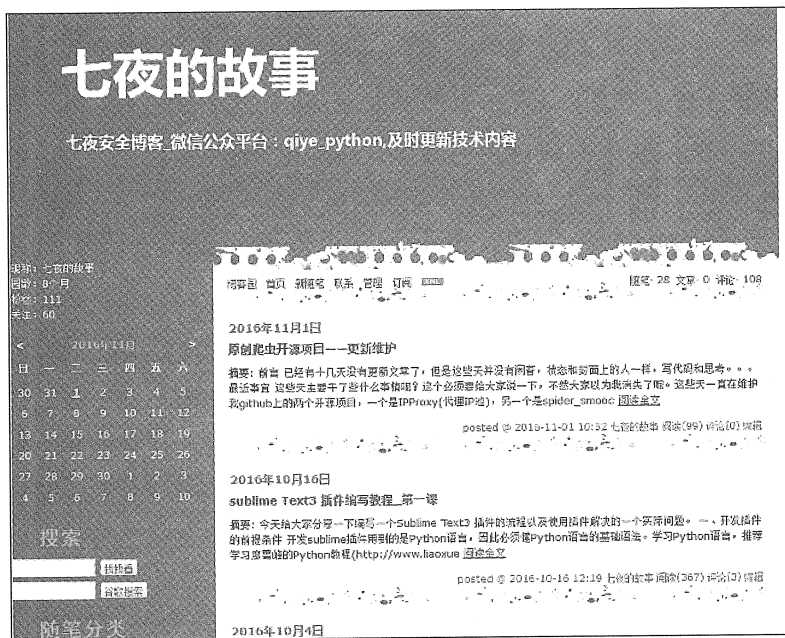 七夜的故事
七夜安全博客_微信公众平台：qiye_python,及时更新技术内容
昵称：七夜的故事
园龄：8个月
粉丝：111
关注：60
< 2016年11月 >
日 一 二 三 四 五 六
30 31 1 2 3 4 5
6 7 8 9 10 11 12
13 14 15 16 17 18 19
20 21 22 23 24 25 26
27 28 29 30 1 2 3
4 5 6 7 8 9 10
搜索
找找看
谷歌搜索
随笔分类
博客园 首页 新随笔 联系 管理 订阅 XML
随笔- 28 文章- 0 评论- 108
2016年11月1日
原创爬虫开源项目——更新维护
摘要: 前言 已经有十几天没有更新文章了，但是这些天并没有闲着，状态和封面上的人一样，写代码和思考。。。
最近事宜 这些天主要干了些什么事情呢？这个必须要给大家说一下，不然大家以为我消失了呢。这些天一直在维护
我github上的两个开源项目，一个是IPProxy(代理IP池)，另一个是spider_smooc 阅读全文
posted @ 2016-11-01 10:52 七夜的故事 阅读(99) 评论(0) 编辑
2016年10月16日
sublime Text3 插件编写教程_第一课
摘要: 今天给大家分享一下编写一个Sublime Text3 插件的流程以及使用插件解决的一个实际问题。 一、开发插件
的前提条件 开发sublime插件用到的是Python语言，因此必须懂Python语言的基础语法。学习Python语言，推荐
学习廖雪峰的Python教程(http://www.liaoxue 阅读全文
posted @ 2016-10-16 12:19 七夜的故事 阅读(367) 评论(3) 编辑
2016年10月4日